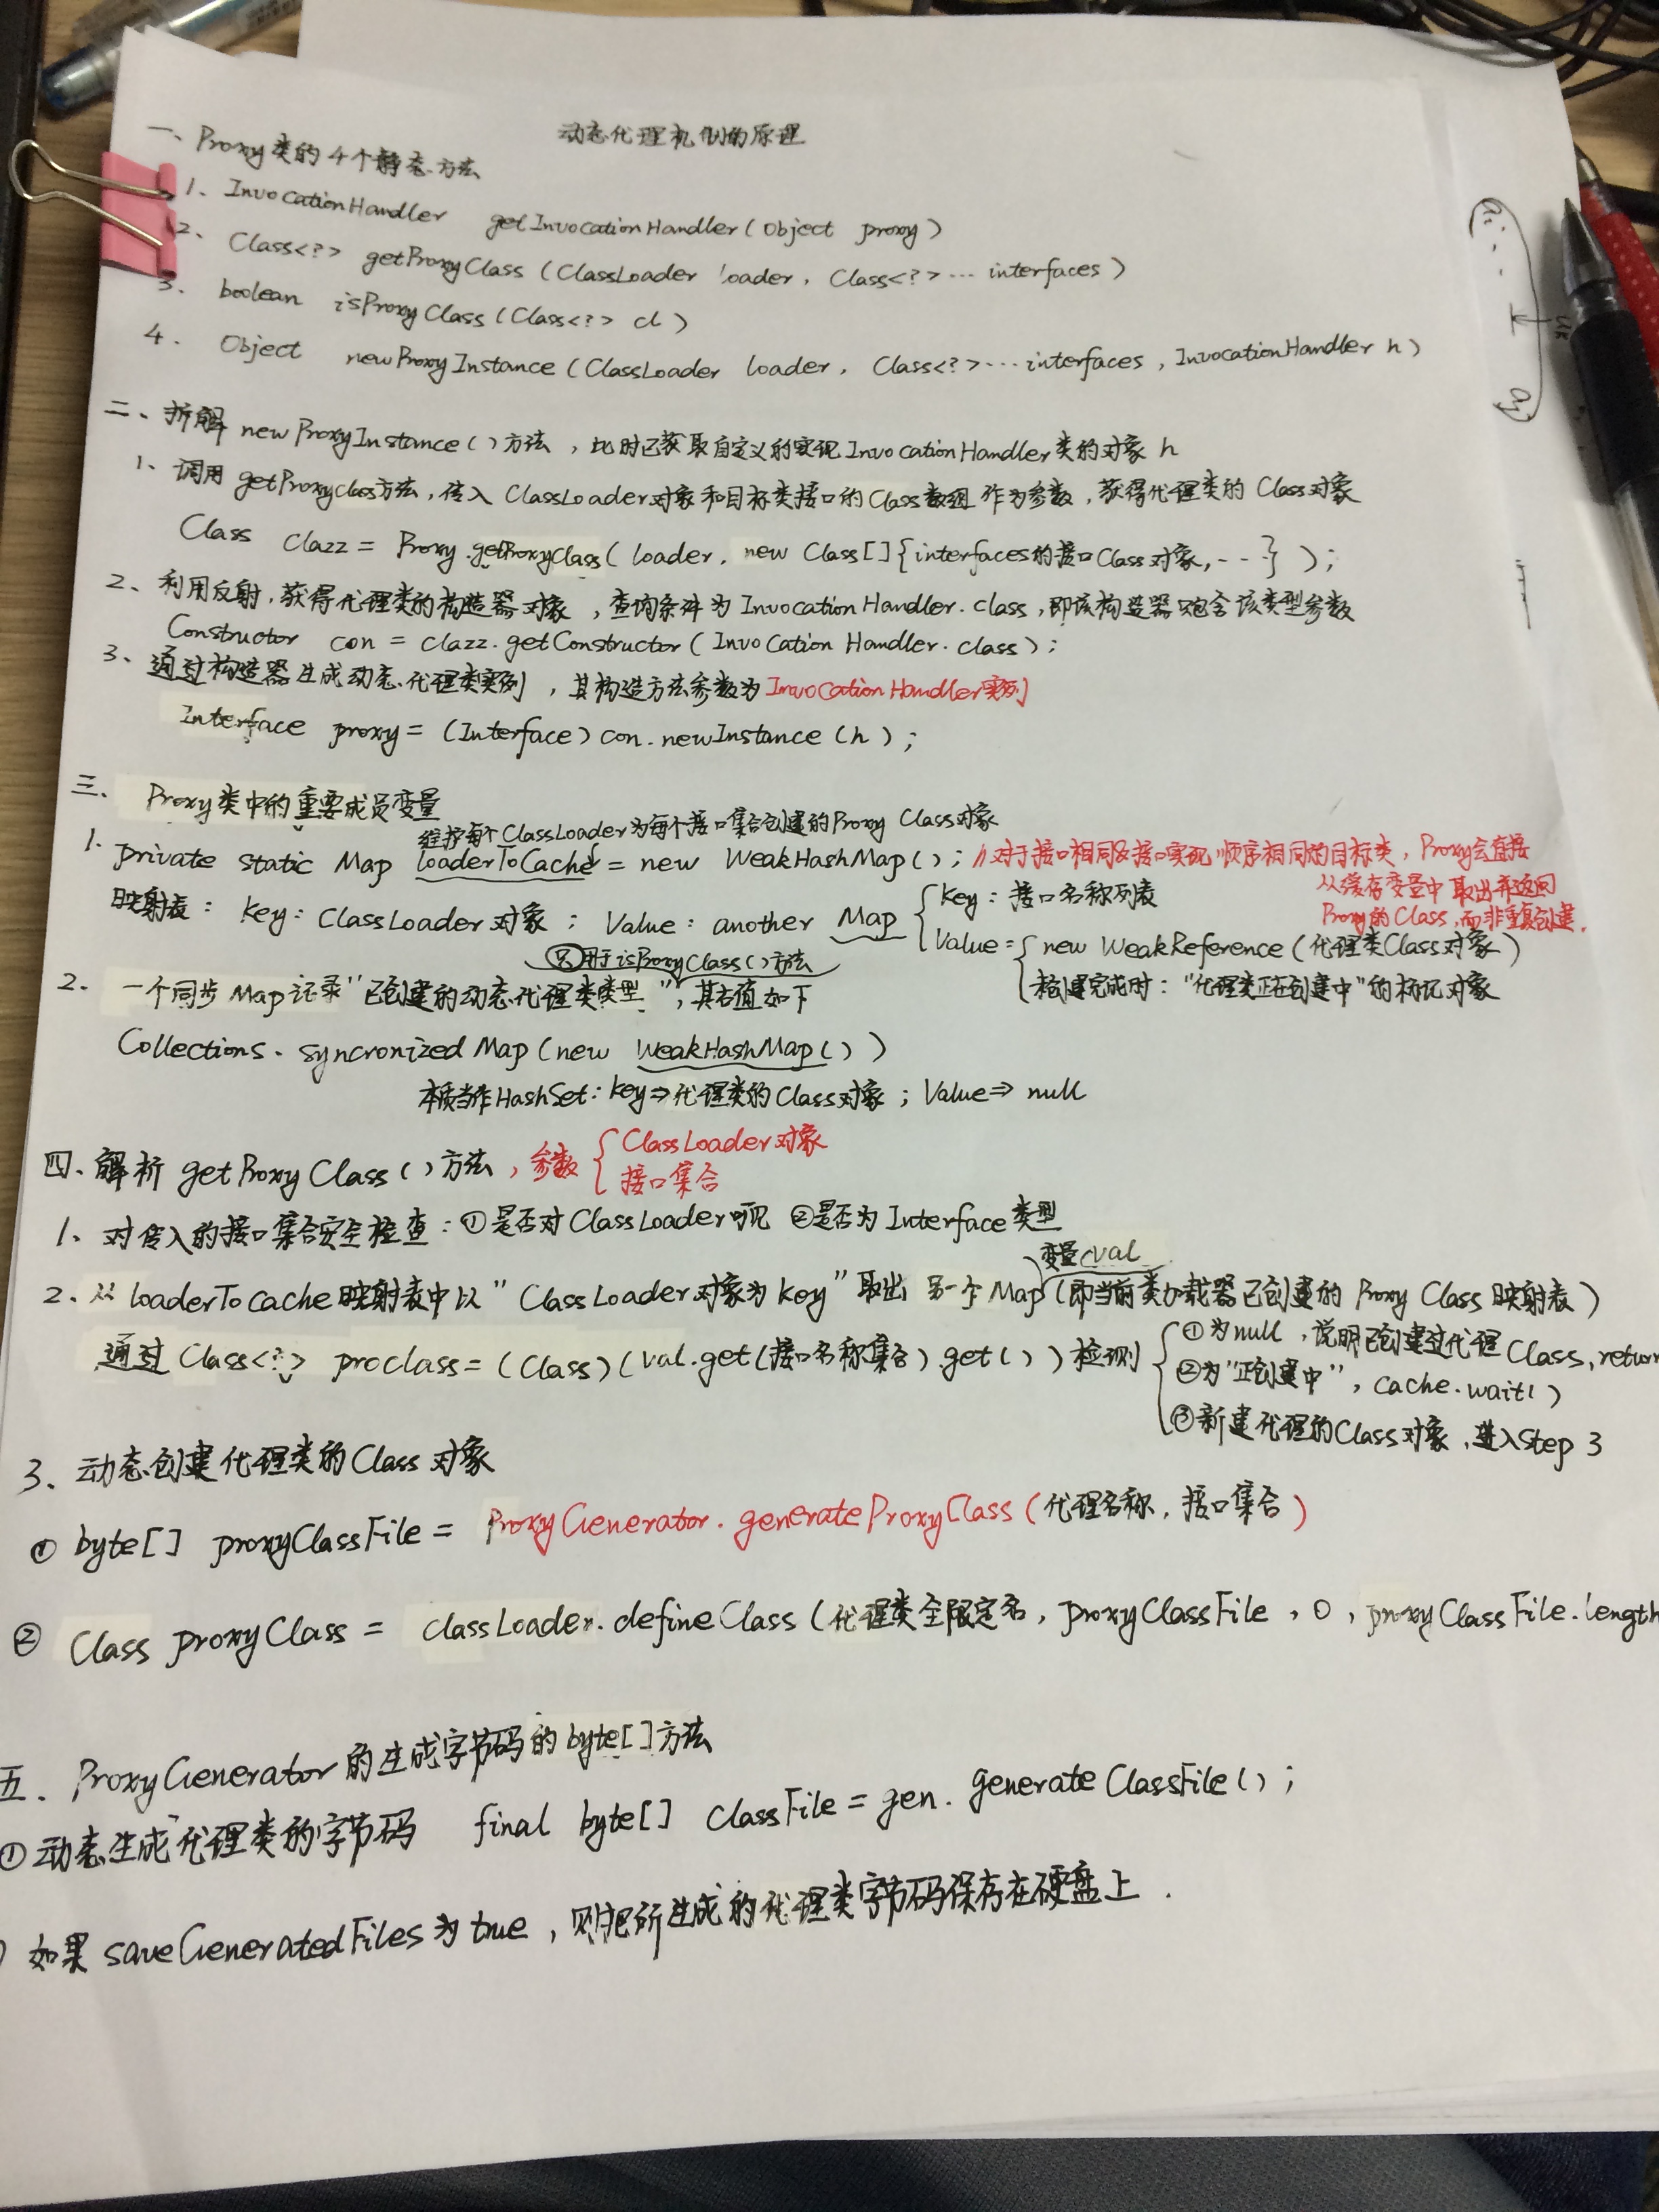 动态代理机制的原理
一、Proxy类的4个静态方法
1、InvocationHandler getInvocationHandler(Object proxy)
2、Class<?> getProxyClass(ClassLoader loader, Class<?>... interfaces)
3. boolean isProxyClass(Class<?> cl)
4. Object newProxyInstance(ClassLoader loader, Class<?>...interfaces, InvocationHandler h)
二、拆解 newProxyInstance()方法，此时已获取自定义的实现InvocationHandler类的对象 h
1、调用getProxyClass方法，传入ClassLoader对象和目标类接口的Class数组作为参数，获得代理类的Class对象
Class clazz = Proxy.getProxyClass(loader, new Class[]{interfaces的接口Class对象, ---});
2、利用反射，获得代理类的构造器对象，查询条件为InvocationHandler.class，即该构造器只包含该类型参数
Constructor con = clazz.getConstructor(InvocationHandler.class);
3、通过构造器生成动态代理类实例，其构造方法参数为InvocationHandler实例
Interface proxy = (Interface)con.newInstance(h);
三、Proxy类中的重要成员变量
维护每个ClassLoader为每个接口集合创建的Proxy Class对象
1. private static Map loaderToCache = new WeakHashMap(); //对于接口相同&接口实现顺序相同的目标类，Proxy会直接
从缓存变量中取出并返回
Proxy的Class,而非重复创建.
映射表：key：ClassLoader对象；Value：another Map { key：接口名称列表
Value={ new WeakReference(代理类Class对象)
创建完成时：“代理类正在创建中”的标记对象
只用于isProxyClass()方法
2. 一个同步Map记录“已创建的动态代理类类型”，其右值如下
Collections.syncronizedMap(new WeakHashMap())
本质当作HashSet：key⇒代理类的Class对象；Value⇒null
四、解析getProxyClass()方法，参数 { ClassLoader对象
接口集合
1、对传入的接口集合安全检查：①是否对ClassLoader可见 ②是否为Interface类型
变量val
2、从loaderToCache映射表中以“ClassLoader对象为key”取出另一个Map(即当前类加载器已创建的Proxy Class映射表)
通过Class<?> proclass=(Class)(val.get(接口名称集合).get())检测 { ①为null，说明已创建过代理Class, retur
②为“正创建中”，cache.wait()
③新建代理的Class对象，进入Step 3
3、动态创建代理类的Class对象
① byte[] proxyClassFile = ProxyGenerator.generateProxyClass(代理名称，接口集合)
② Class proxyClass = classLoader.defineClass(代理类全限定名, proxyClassFile, 0, proxyClassFile.length
五. ProxyGenerator的生成字节码的byte[]方法
①动态生成代理类的字节码 final byte[] classFile = gen.generateClassFile();
如果saveGeneratedFiles为true，则把所生成的代理类字节码保存在硬盘上.